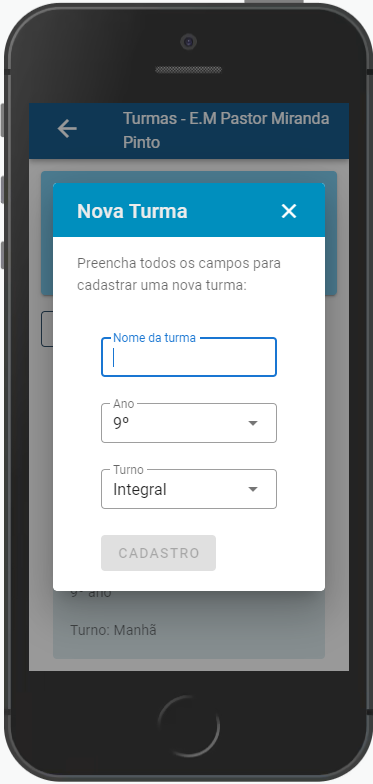 Turmas - E.M Pastor Miranda
Pinto
Nova Turma
Preencha todos os campos para
cadastrar uma nova turma:
Nome da turma
Ano
9º
Turno
Integral
CADASTRO
9º ano
Turno: Manhã